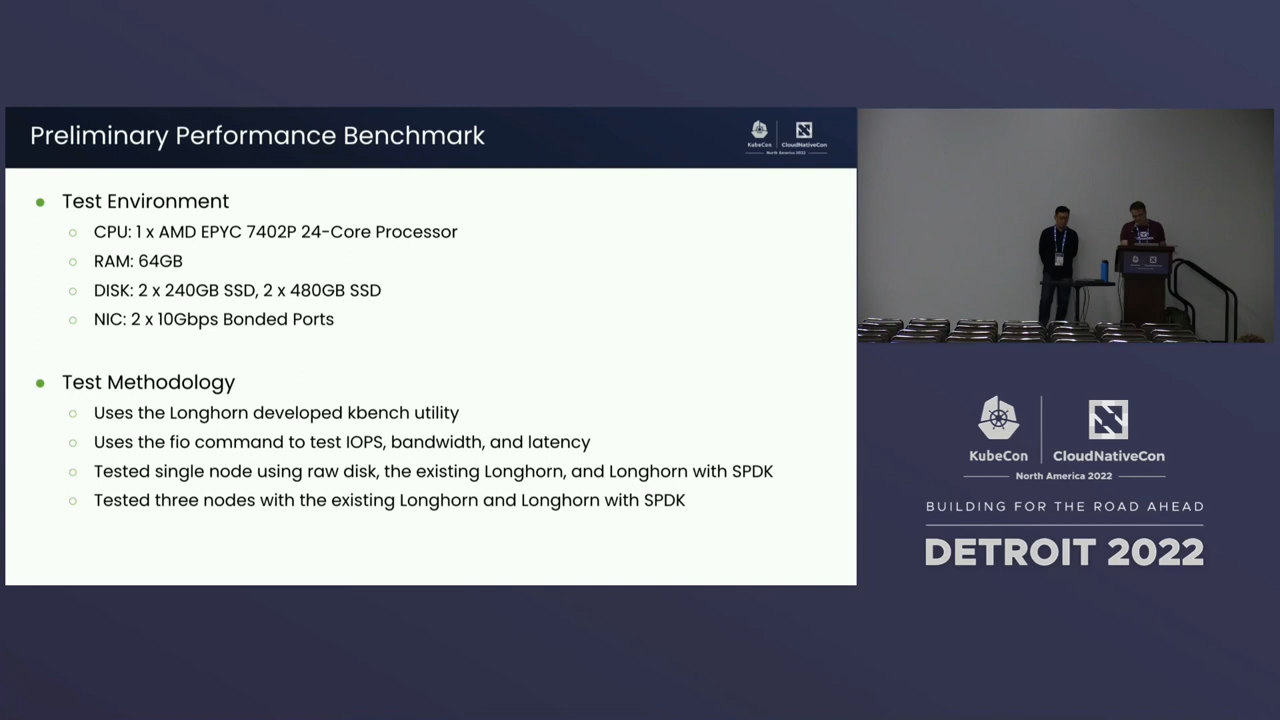 Preliminary Performance Benchmark
KubeCon
CloudNativeCon
North America 2022
Test Environment
CPU: 1 x AMD EPYC 7402P 24-Core Processor
RAM: 64GB
DISK: 2 x 240GB SSD, 2 x 480GB SSD
NIC: 2 x 10Gbps Bonded Ports
Test Methodology
Uses the Longhorn developed kbench utility
Uses the fio command to test IOPS, bandwidth, and latency
Tested single node using raw disk, the existing Longhorn, and Longhorn with SPDK
Tested three nodes with the existing Longhorn and Longhorn with SPDK
KubeCon
CloudNativeCon
North America 2022
BUILDING FOR THE ROAD AHEAD
DETROIT 2022